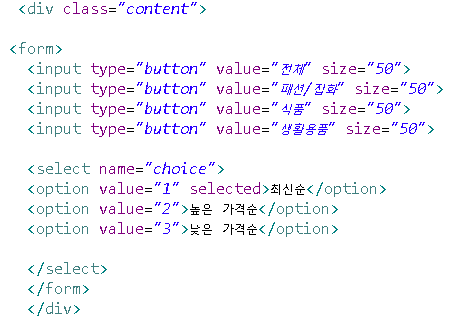 <div class="content">
<form>
<input type="button" value="전체" size="50">
<input type="button" value="패션/잡화" size="50">
<input type="button" value="식품" size="50">
<input type="button" value="생활용품" size="50">
<select name="choice">
<option value="1" selected>최신순</option>
<option value="2">높은 가격순</option>
<option value="3">낮은 가격순</option>
</select>
</form>
</div>